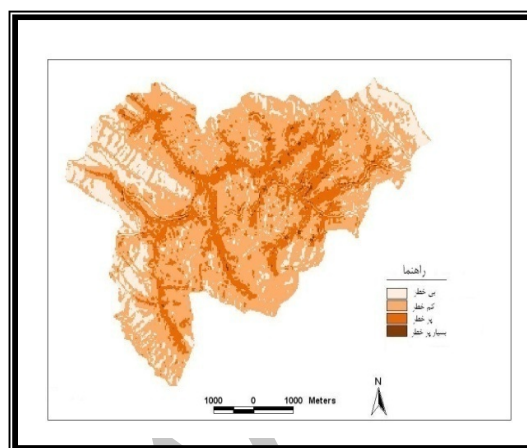 راهنما
بی خطر
کم خطر
پر خطر
بسیار پر خطر
N
1000 0 1000 Meters